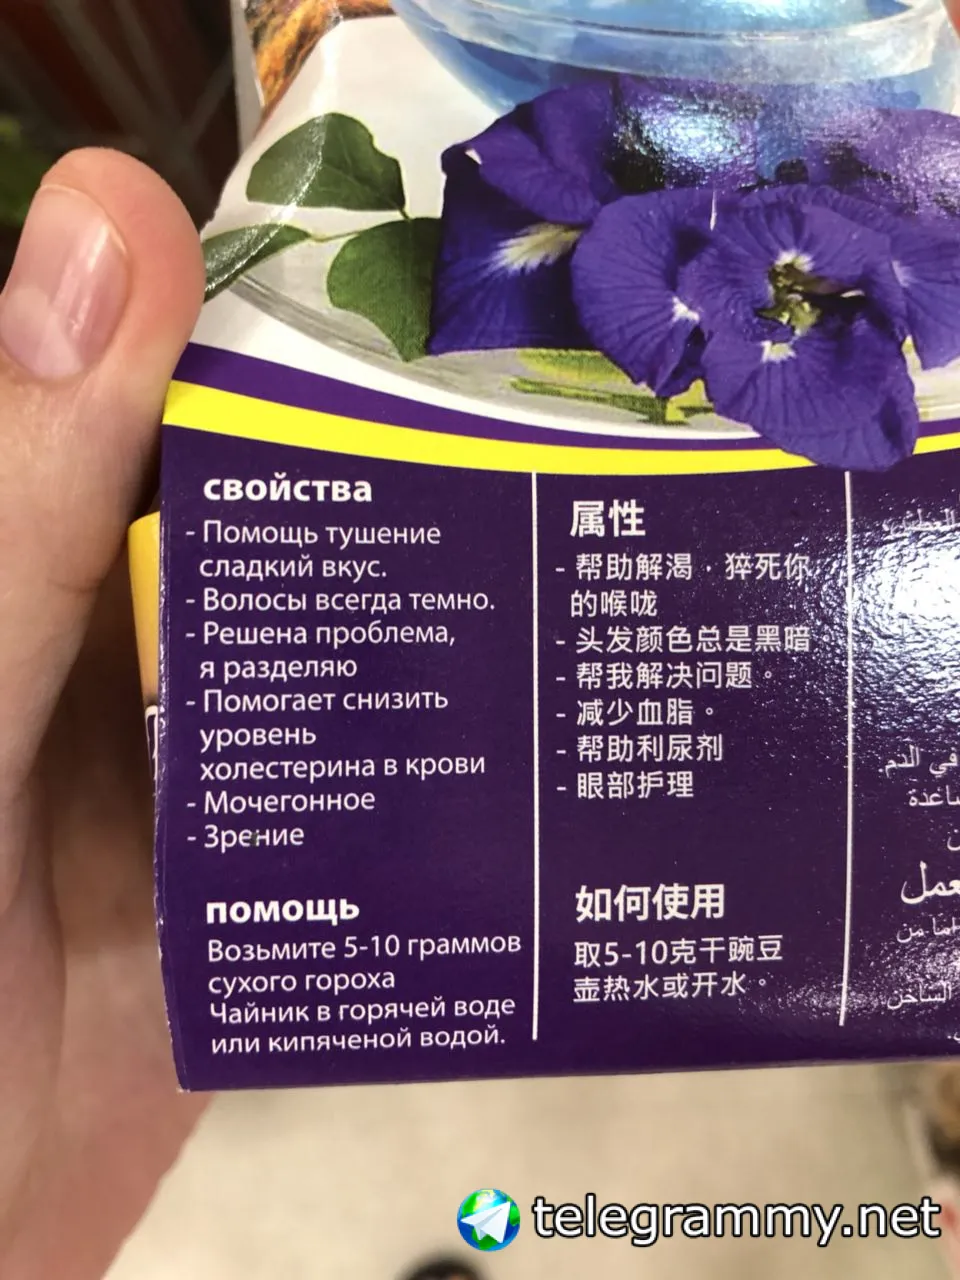 свойства
- Помощь тушение
сладкий вкус.
- Волосы всегда темно.
- Решена проблема,
я разделяю
- Помогает снизить
уровень
холестерина в крови
- Мочегонное
- Зрение
помощь
Возьмите 5-10 граммов
сухого гороха
Чайник в горячей воде
или кипяченой водой.
属性
- 帮助解渴 · 猝死你
的喉咙
- 头发颜色总是黑暗
- 帮我解决问题。
- 减少血脂。
- 帮助利尿剂
- 眼部护理
如何使用
取5-10克干豌豆
壶热水或开水。
في الدم.
الساخن
telegrammy.net